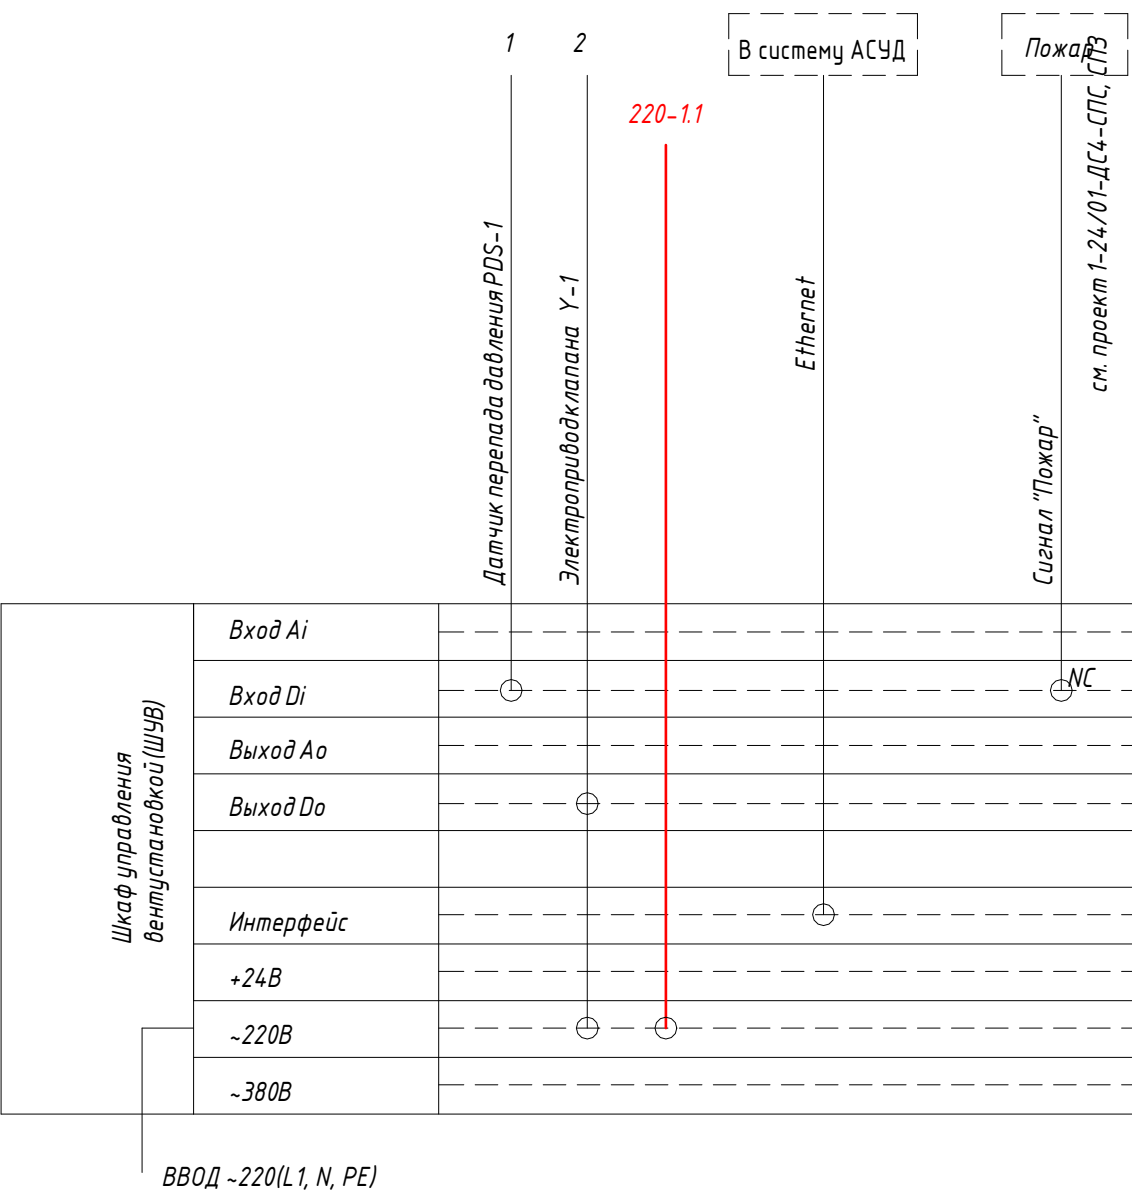 1
2
В систему АСУД
Пожар
220-1.1
Датчик перепада давления PDS-1
Электропривод клапана Y-1
Ethernet
Сигнал "Пожар"
см. проект 1-24/01-ДС4-СПС, СПЗ
Шкаф управления
вентустановкой (ШУВ)
Вход Ai
Вход Di
NC
Выход Ao
Выход Do
Интерфейс
+24В
~220В
~380В
ВВОД ~220(L1, N, PE)